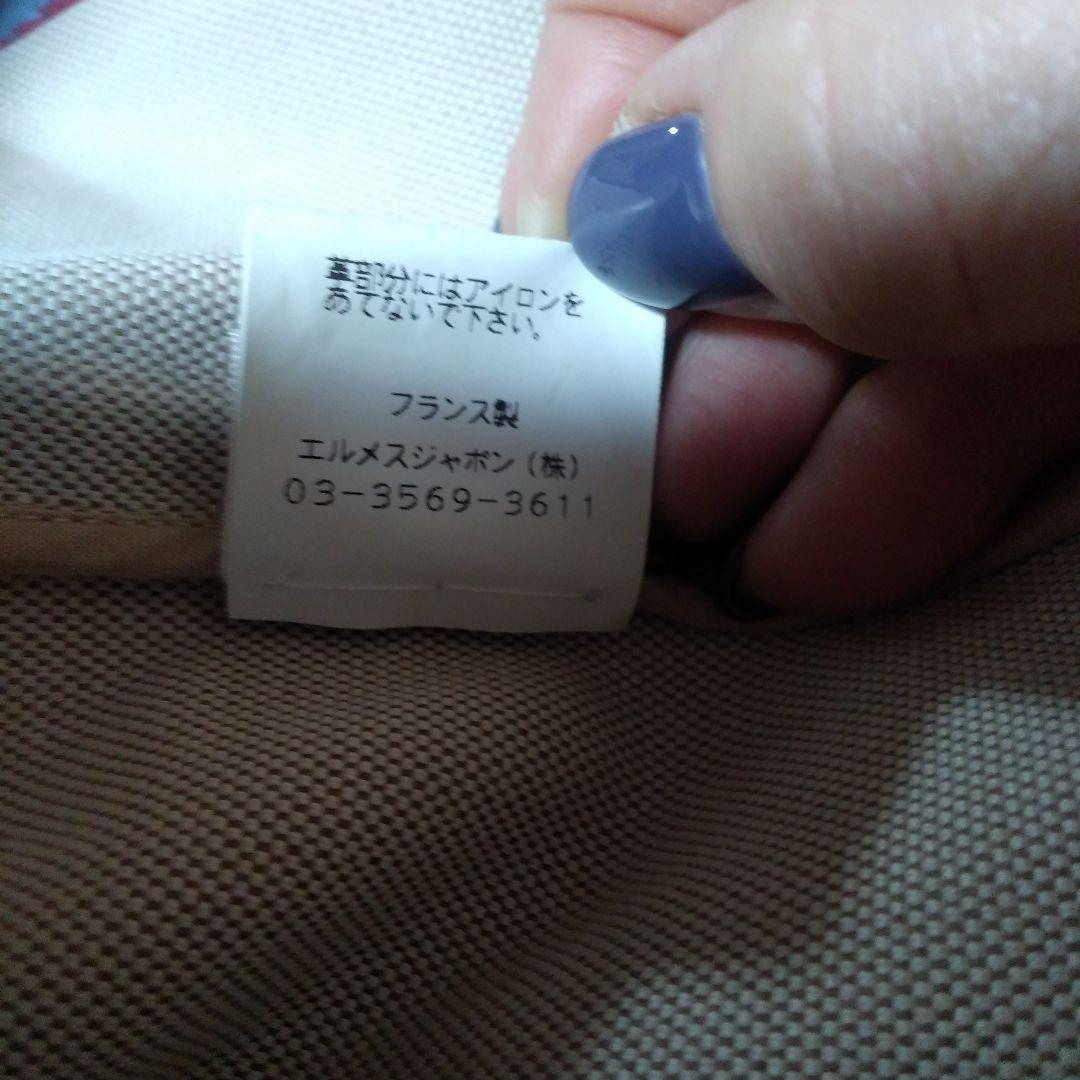 革部分にはアイロンを
あてないで下さい。
フランス製
エルメスジャポン（株）
03-3569-3611